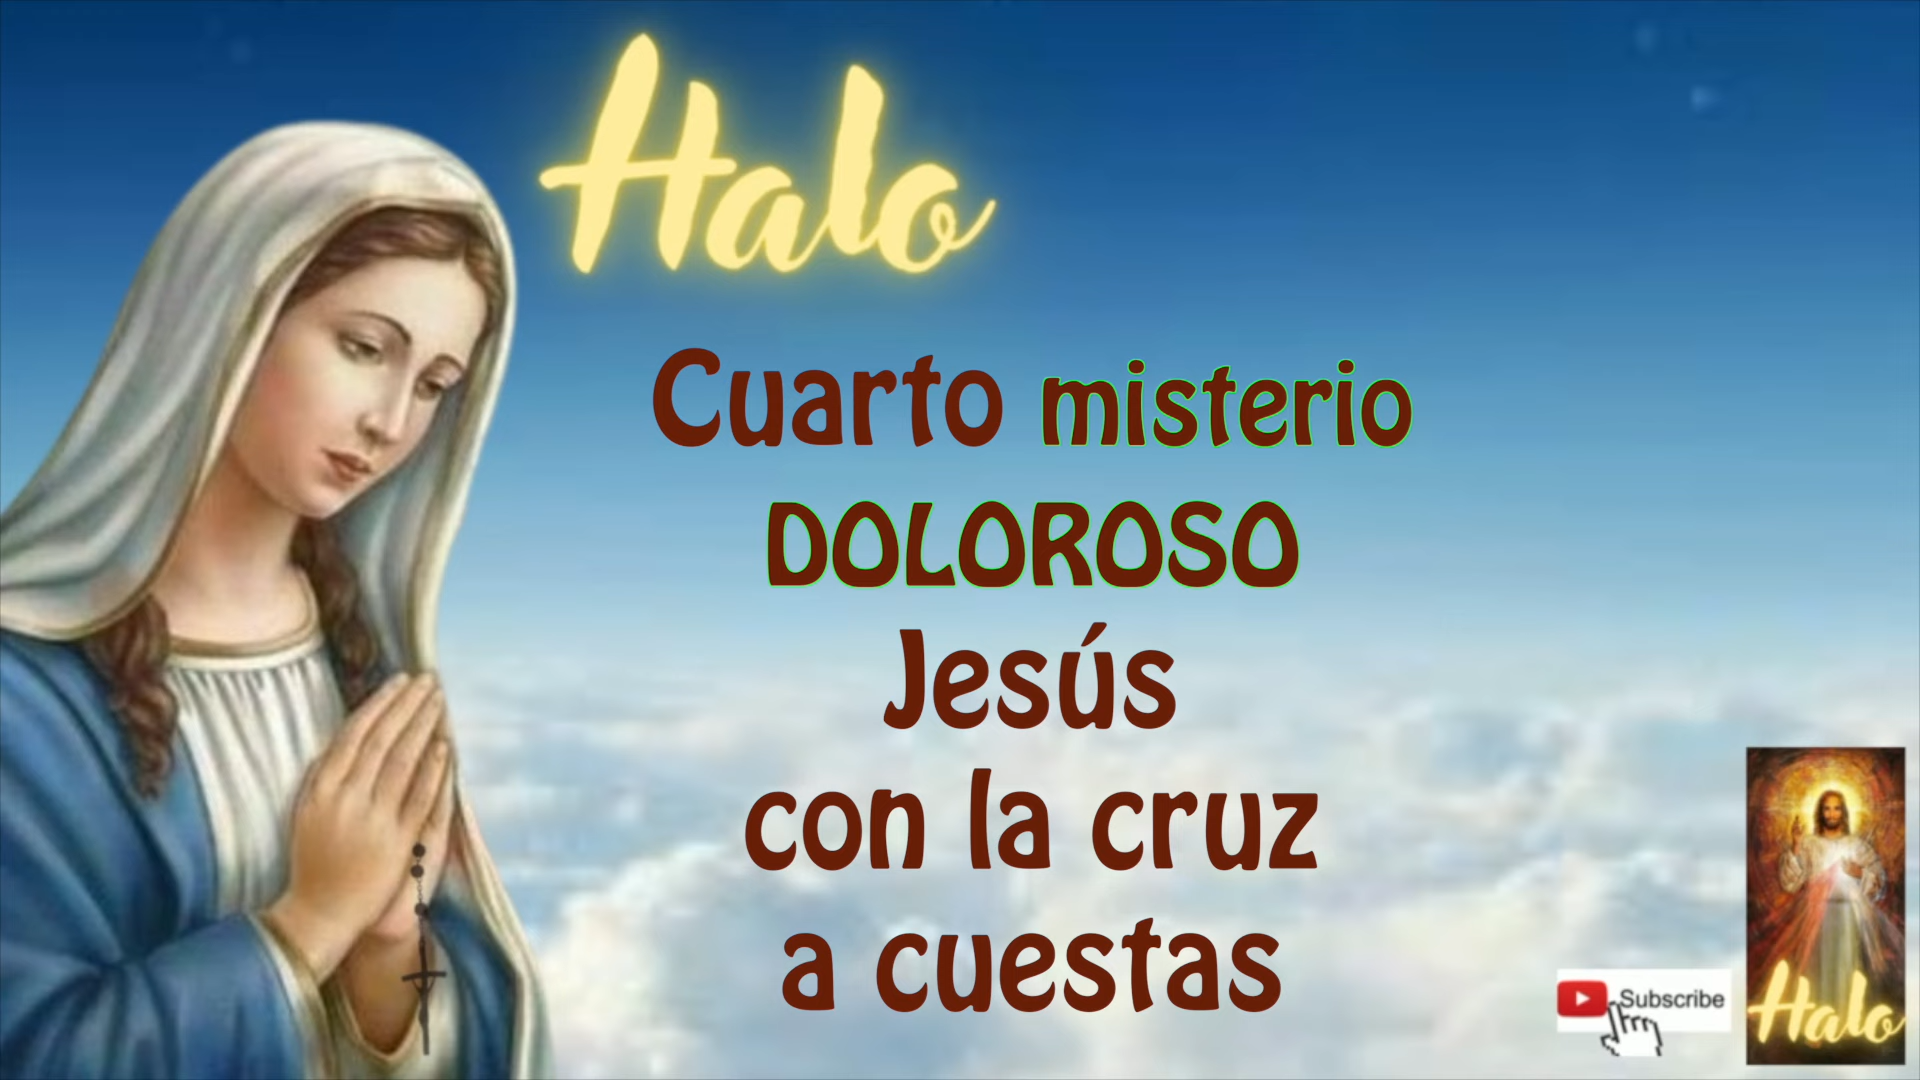 Halo
Cuarto misterio
DOLOROSO
Jesús
con la cruz
a cuestas
Subscribe
Halo